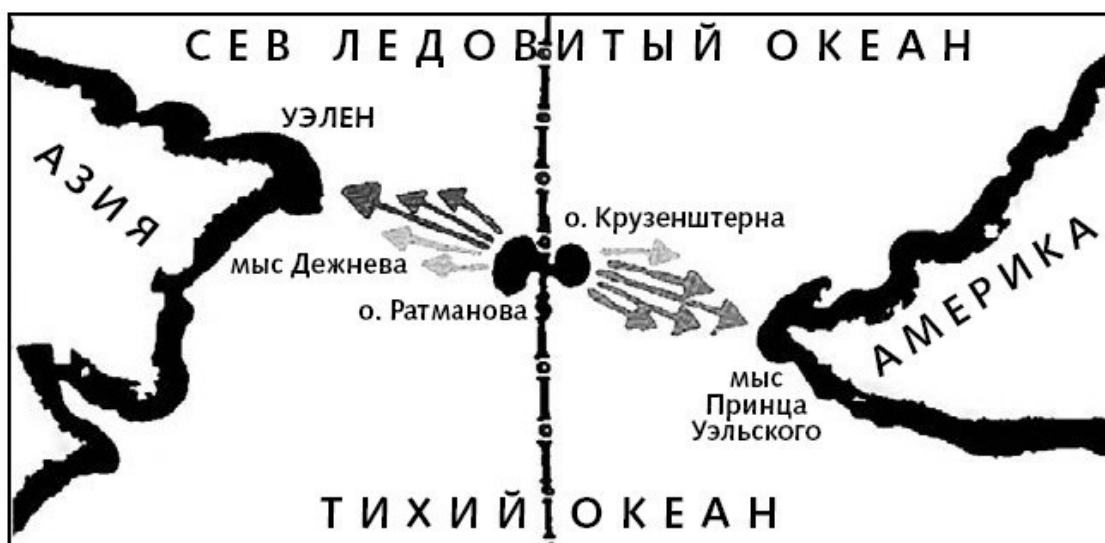 СЕВ ЛЕДОВИТЫЙ ОКЕАН
УЭЛЕН
АЗИЯ
о. Крузенштерна
мыс Дежнева
о. Ратманова
АМЕРИКА
мыс
Принца
Уэльского
ТИХИЙ ОКЕАН